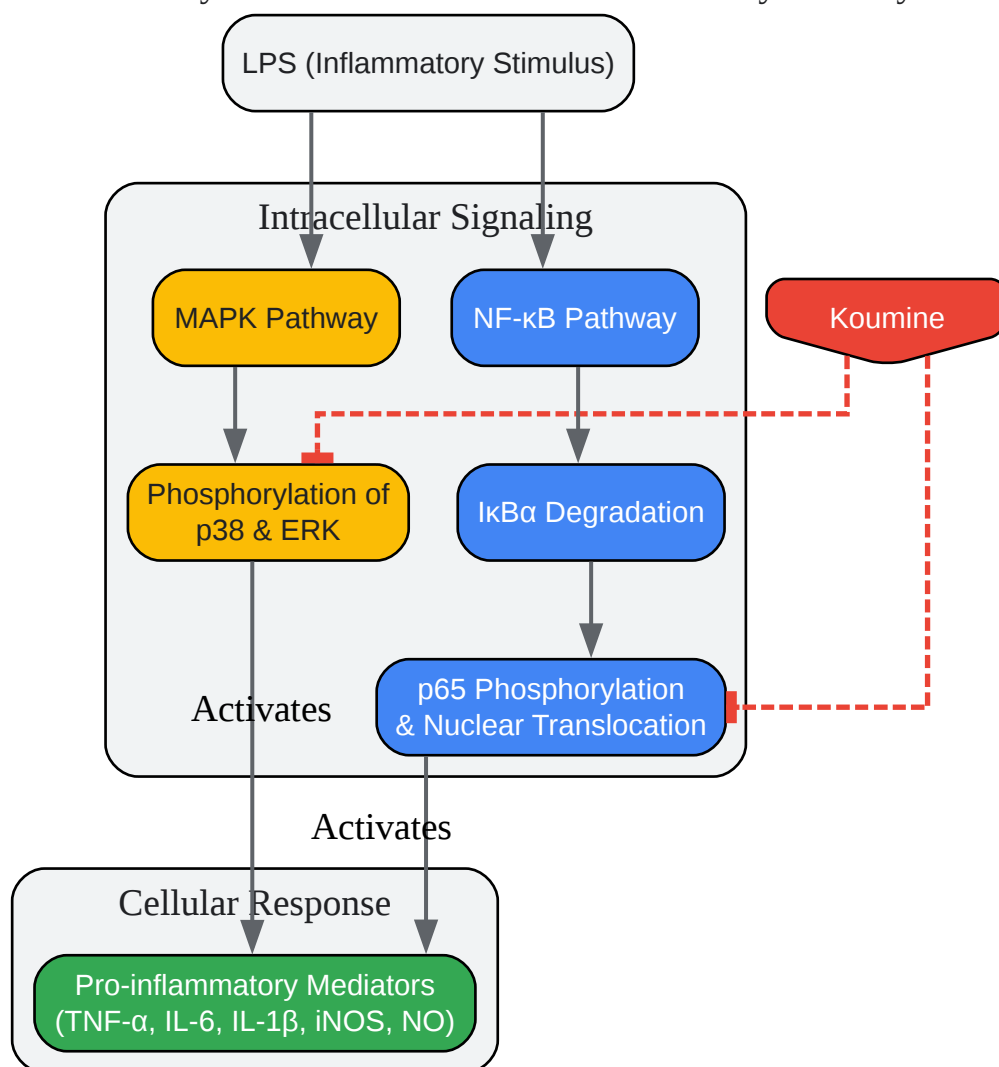 LPS (Inflammatory Stimulus)
Intracellular Signaling
MAPK Pathway
NF-κB Pathway
Koumine
Phosphorylation of
p38 & ERK
IκBα Degradation
p65 Phosphorylation
& Nuclear Translocation
Activates
Activates
Cellular Response
Pro-inflammatory Mediators
(TNF-α, IL-6, IL-1β, iNOS, NO)